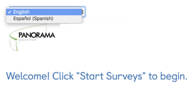 ✓ English
Español (Spanish)
PANORAMA
Welcome! Click "Start Surveys" to begin.